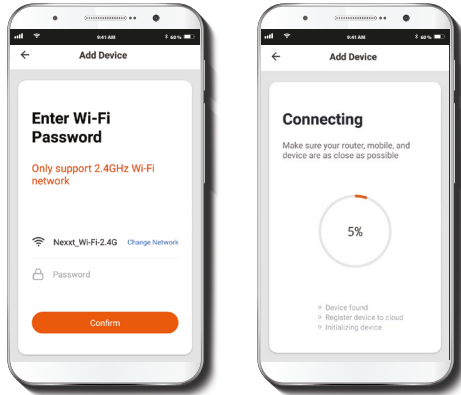 9:41 AM
60%
Add Device
Enter Wi-Fi
Password
Only support 2.4GHz Wi-Fi
network
Nexxt_Wi-Fi-2.4G Change Network
Password
Confirm
9:41 AM
60%
Add Device
Connecting
Make sure your router, mobile, and
device are as close as possible
5%
Device found
Register device to cloud
Initializing device